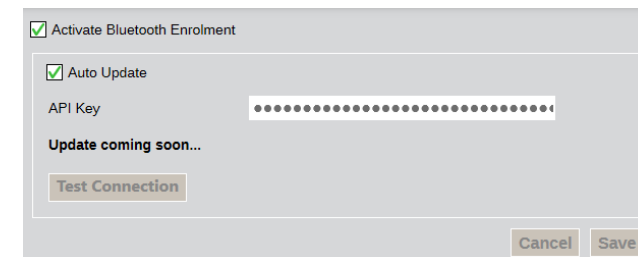 Activate Bluetooth Enrolment
Auto Update
API Key
Update coming soon...
Test Connection
Cancel Save